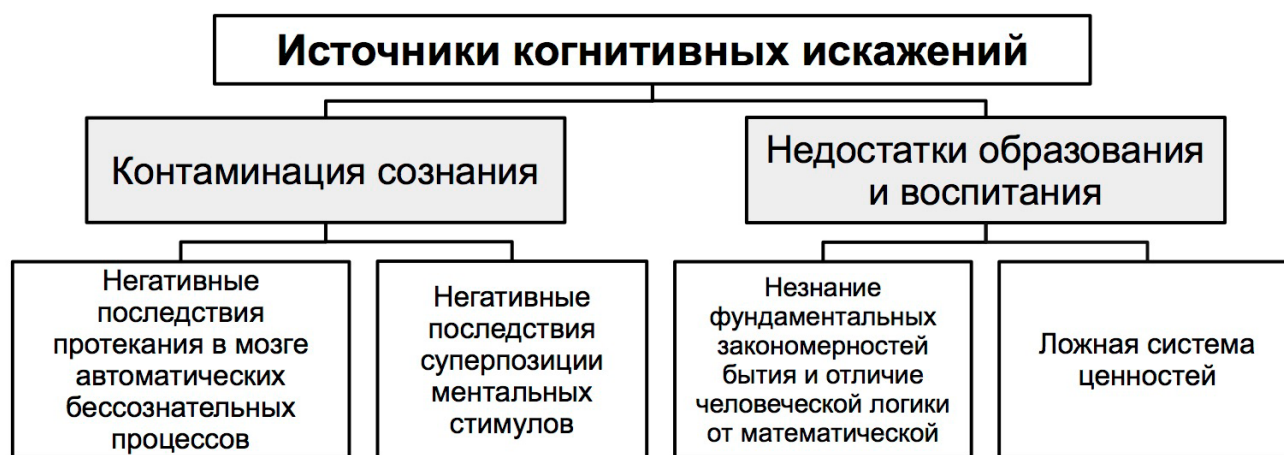 Источники когнитивных искажений
Контаминация сознания
Недостатки образования
и воспитания
Негативные
последствия
протекания в мозге
автоматических
бессознательных
процессов
Негативные
последствия
суперпозиции
ментальных
стимулов
Незнание
фундаментальных
закономерностей
бытия и отличие
человеческой логики
от математической
Ложная система
ценностей